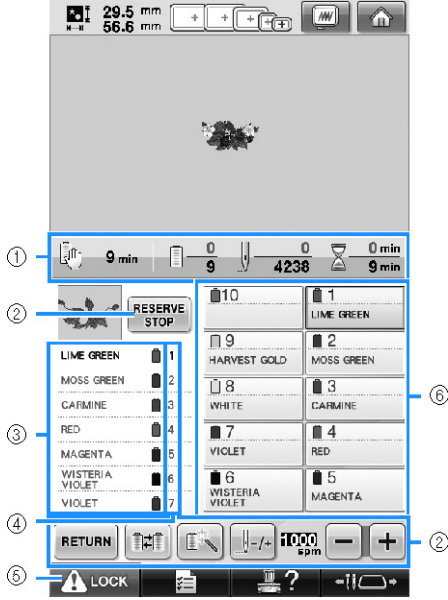 29.5 mm
56.6 mm
① 9 min 0 9 0 4238 0 min 9 min
② RESERVE STOP
10
1 LIME GREEN
9 HARVEST GOLD
2 MOSS GREEN
8 WHITE
3 CARMINE
7 VIOLET
4 RED
6 WISTERIA VIOLET
5 MAGENTA
⑥
③
LIME GREEN 1
MOSS GREEN 2
CARMINE 3
RED 4
MAGENTA 5
WISTERIA VIOLET 6
VIOLET 7
④
RETURN -/+ 1000 spm − + ②
⑤ LOCK ?